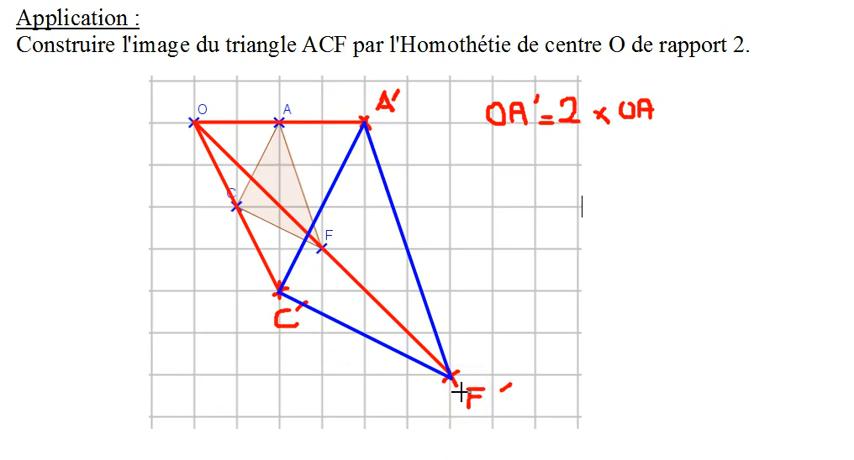 Application :
Construire l'image du triangle ACF par l'Homothétie de centre O de rapport 2.
O A A' OA' = 2 × OA
C
F
C'
F'